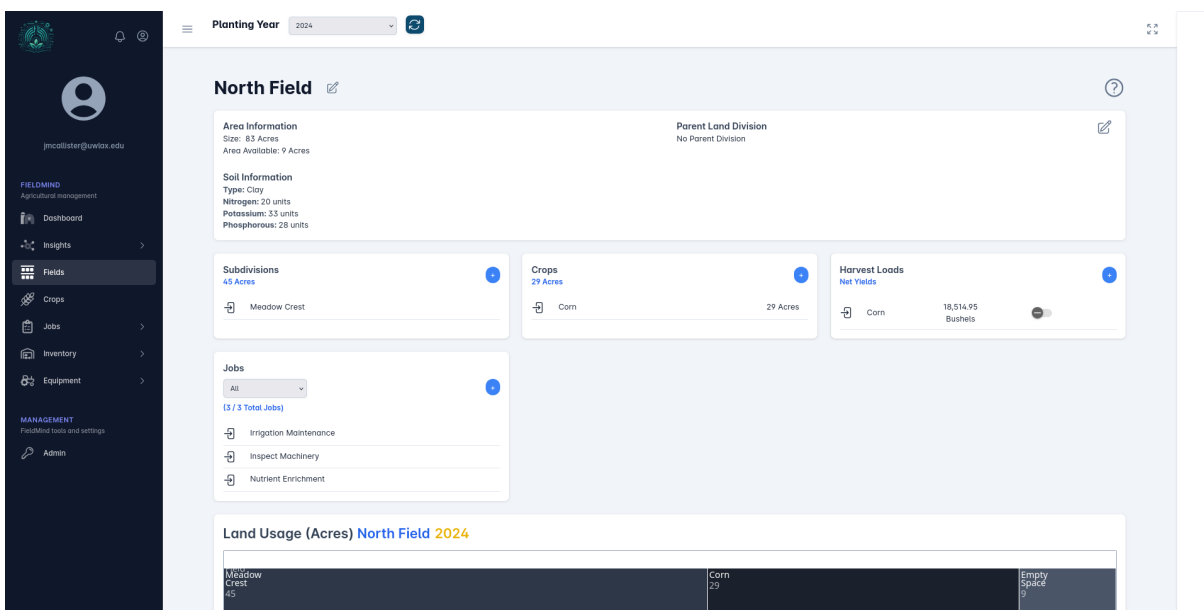 Planting Year
2024
jmcallister@uwlax.edu
FIELDMIND
Agricultural management
Dashboard
Insights
Fields
Crops
Jobs
Inventory
Equipment
MANAGEMENT
FieldMind tools and settings
Admin
North Field
?
Area Information
Size: 83 Acres
Area Available: 9 Acres
Parent Land Division
No Parent Division
Soil Information
Type: Clay
Nitrogen: 20 units
Potassium: 33 units
Phosphorous: 28 units
Subdivisions
45 Acres
+
Meadow Crest
Crops
29 Acres
+
Corn 29 Acres
Harvest Loads
Net Yields
+
Corn
18,514.95
Bushels
Jobs
All
+
(3 / 3 Total Jobs)
Irrigation Maintenance
Inspect Machinery
Nutrient Enrichment
Land Usage (Acres) North Field 2024
Meadow
Crest
45
Corn
29
Empty
Space
9